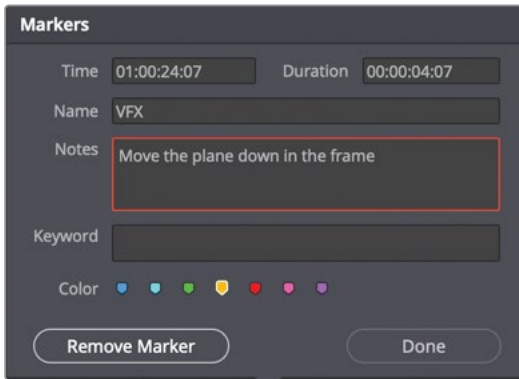 Markers
Time 01:00:24:07 Duration 00:00:04:07
Name VFX
Notes Move the plane down in the frame
Keyword
Color
Remove Marker Done